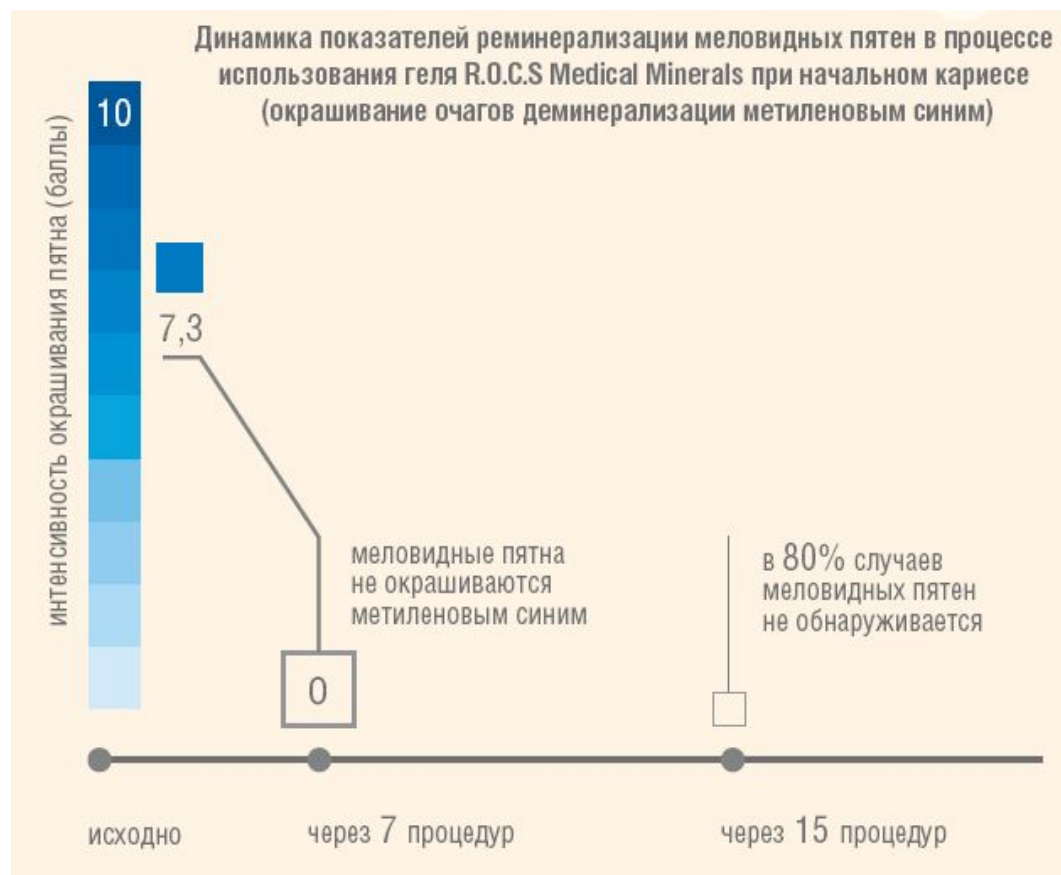 Динамика показателей реминерализации меловидных пятен в процессе
использования геля R.O.C.S Medical Minerals при начальном кариесе
(окрашивание очагов деминерализации метиленовым синим)
интенсивность окрашивания пятна (баллы)
10
7,3
меловидные пятна
не окрашиваются
метиленовым синим
0
в 80% случаев
меловидных пятен
не обнаруживается
исходно
через 7 процедур
через 15 процедур